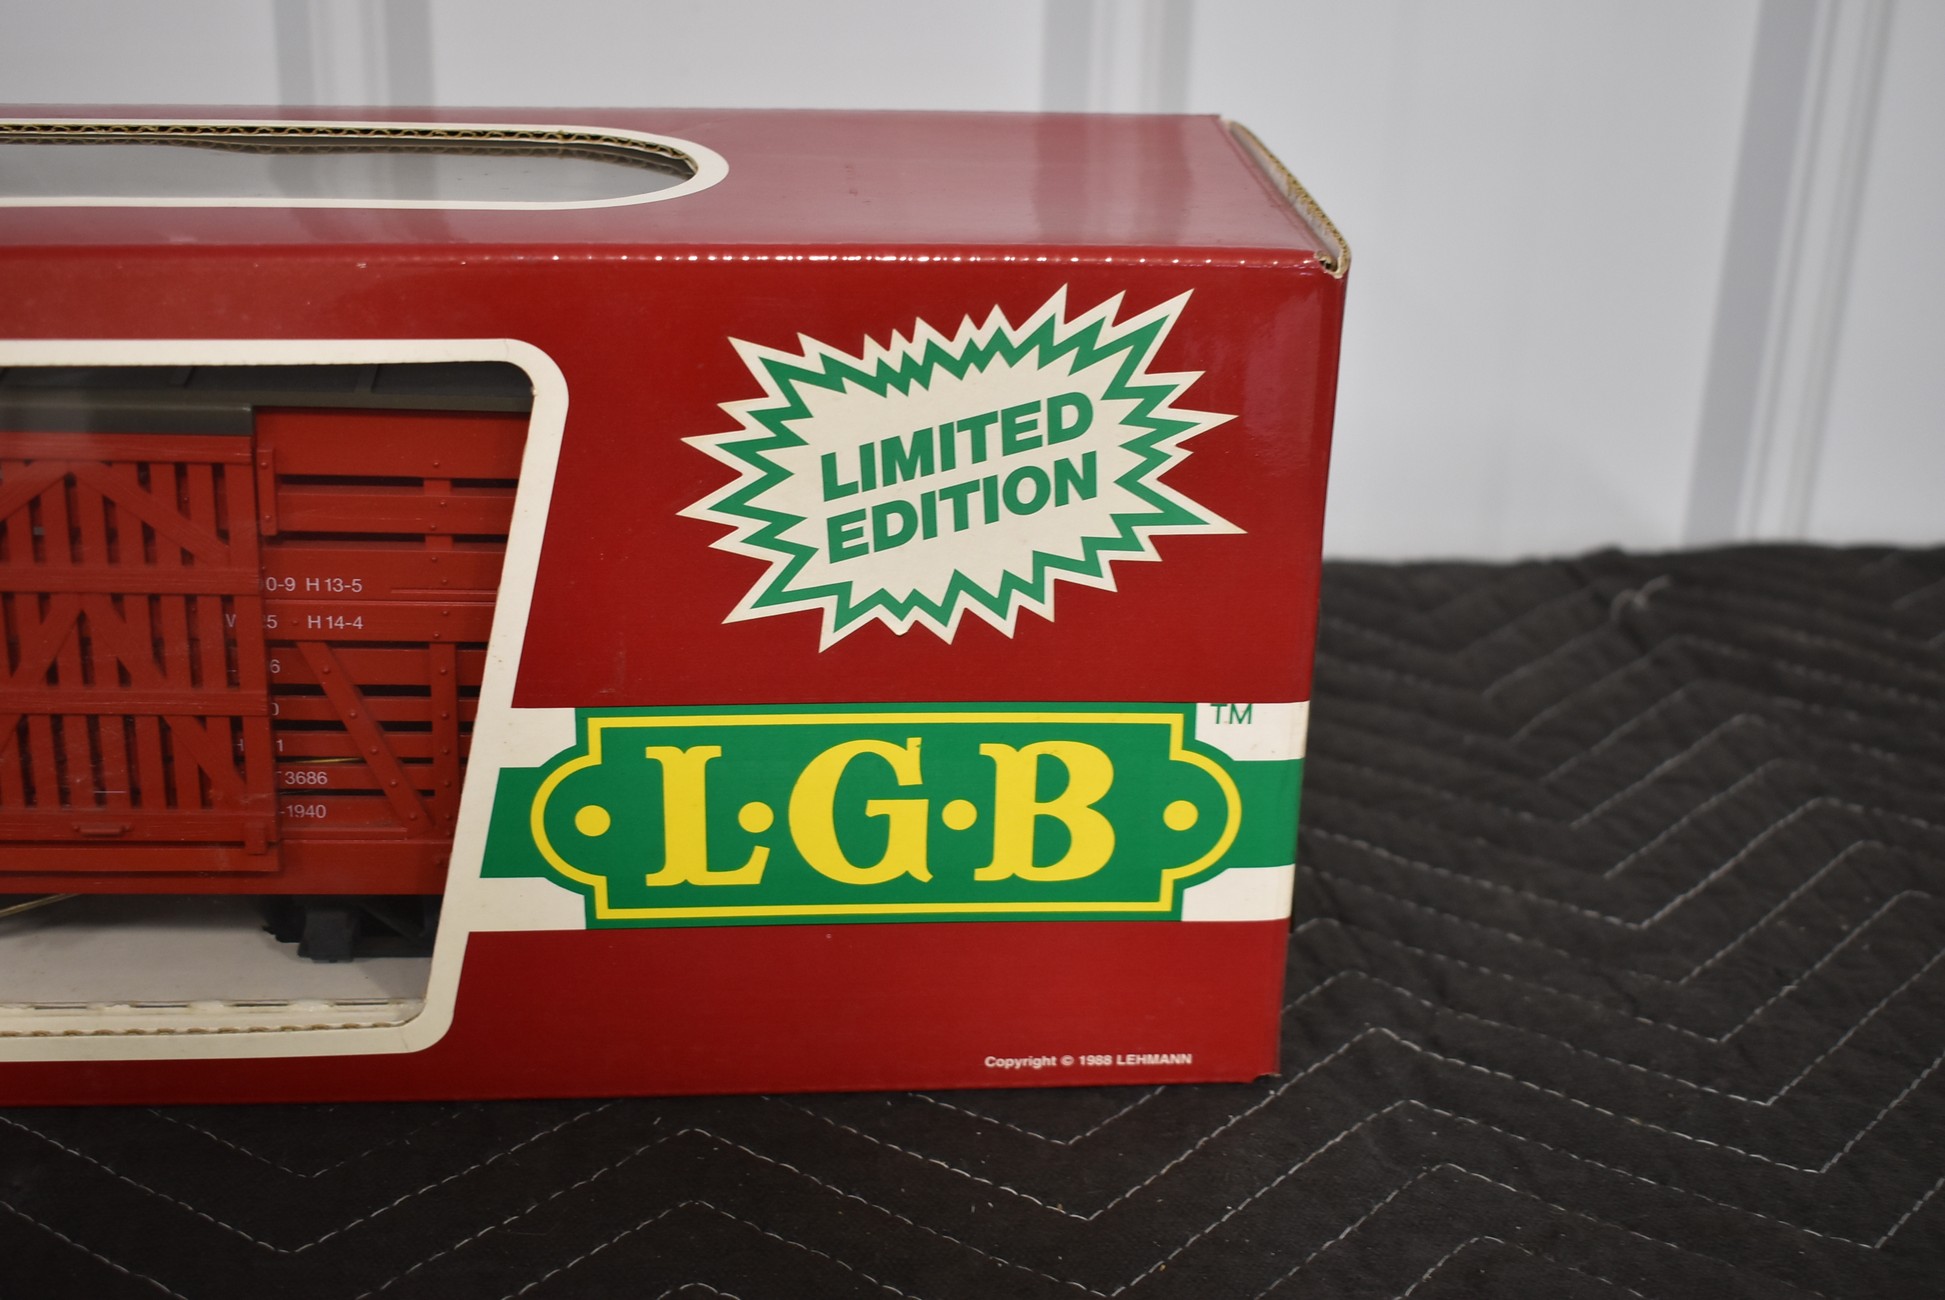 LIMITED
EDITION
0-9 H 13-5
H 14-4
3686
-1940
TM
L·G·B
Copyright © 1988 LEHMANN